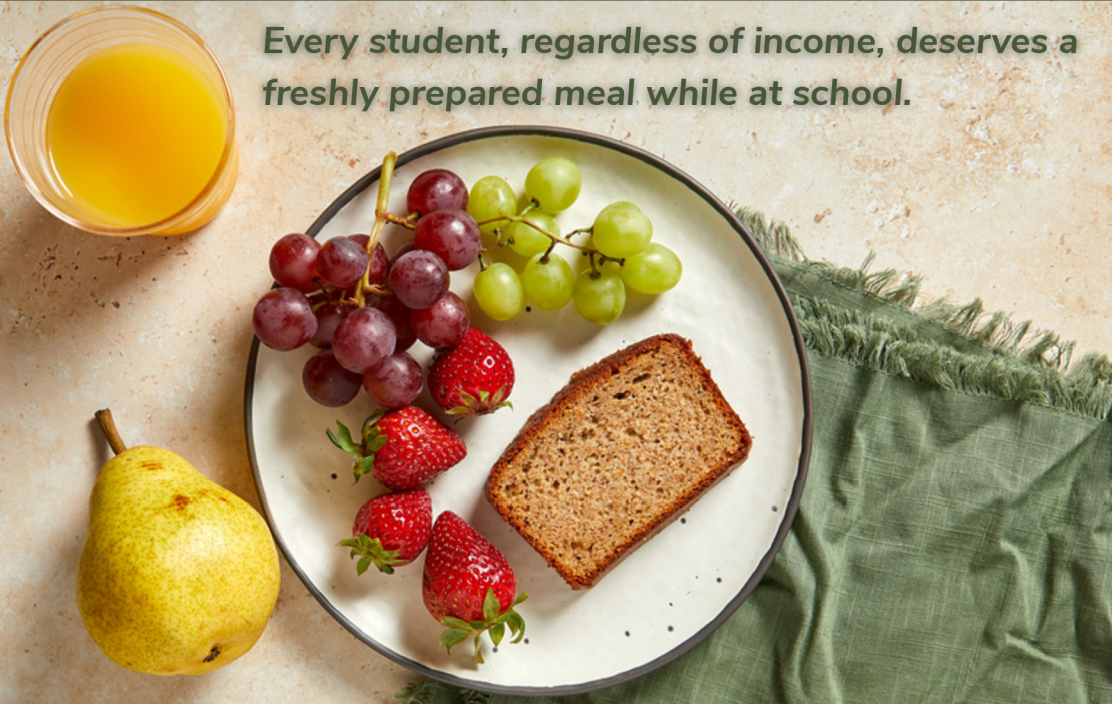 Every student, regardless of income, deserves a
freshly prepared meal while at school.